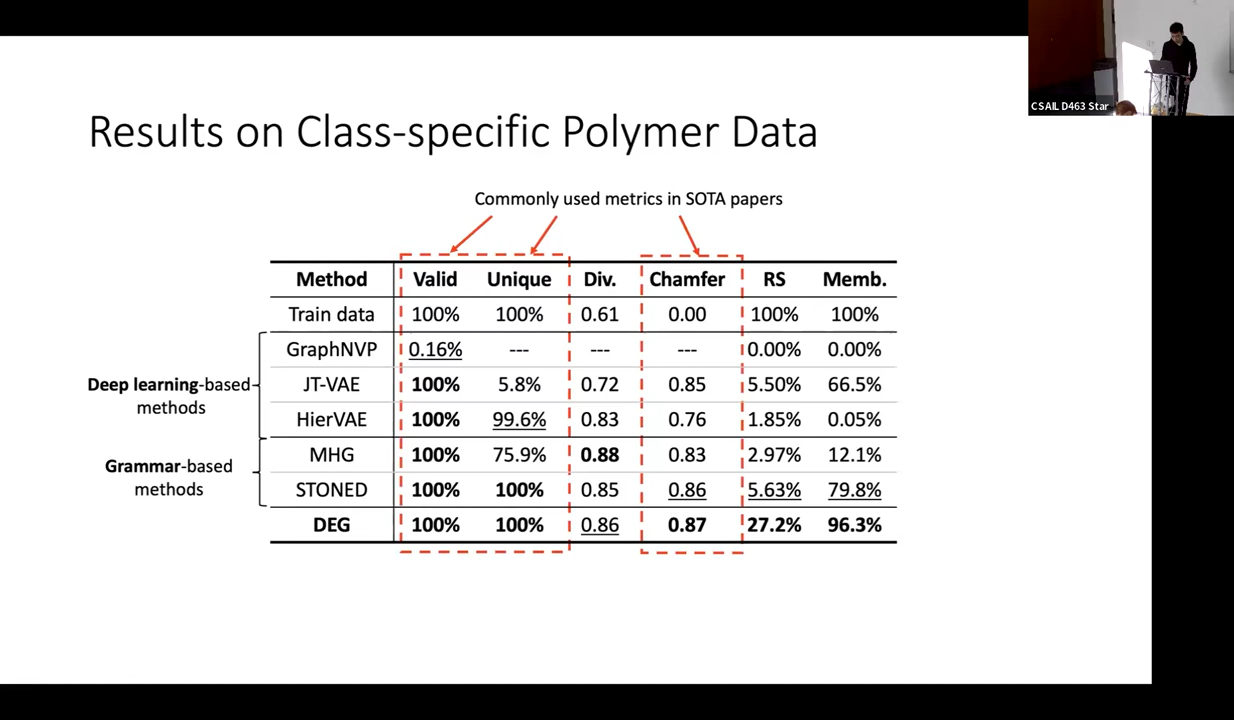 CSAIL D463 Star
Results on Class-specific Polymer Data
Commonly used metrics in SOTA papers
Method Valid Unique Div. Chamfer RS Memb.
Train data 100% 100% 0.61 0.00 100% 100%
GraphNVP 0.16% --- --- --- 0.00% 0.00%
Deep learning-based
methods
JT-VAE 100% 5.8% 0.72 0.85 5.50% 66.5%
HierVAE 100% 99.6% 0.83 0.76 1.85% 0.05%
Grammar-based
methods
MHG 100% 75.9% 0.88 0.83 2.97% 12.1%
STONED 100% 100% 0.85 0.86 5.63% 79.8%
DEG 100% 100% 0.86 0.87 27.2% 96.3%